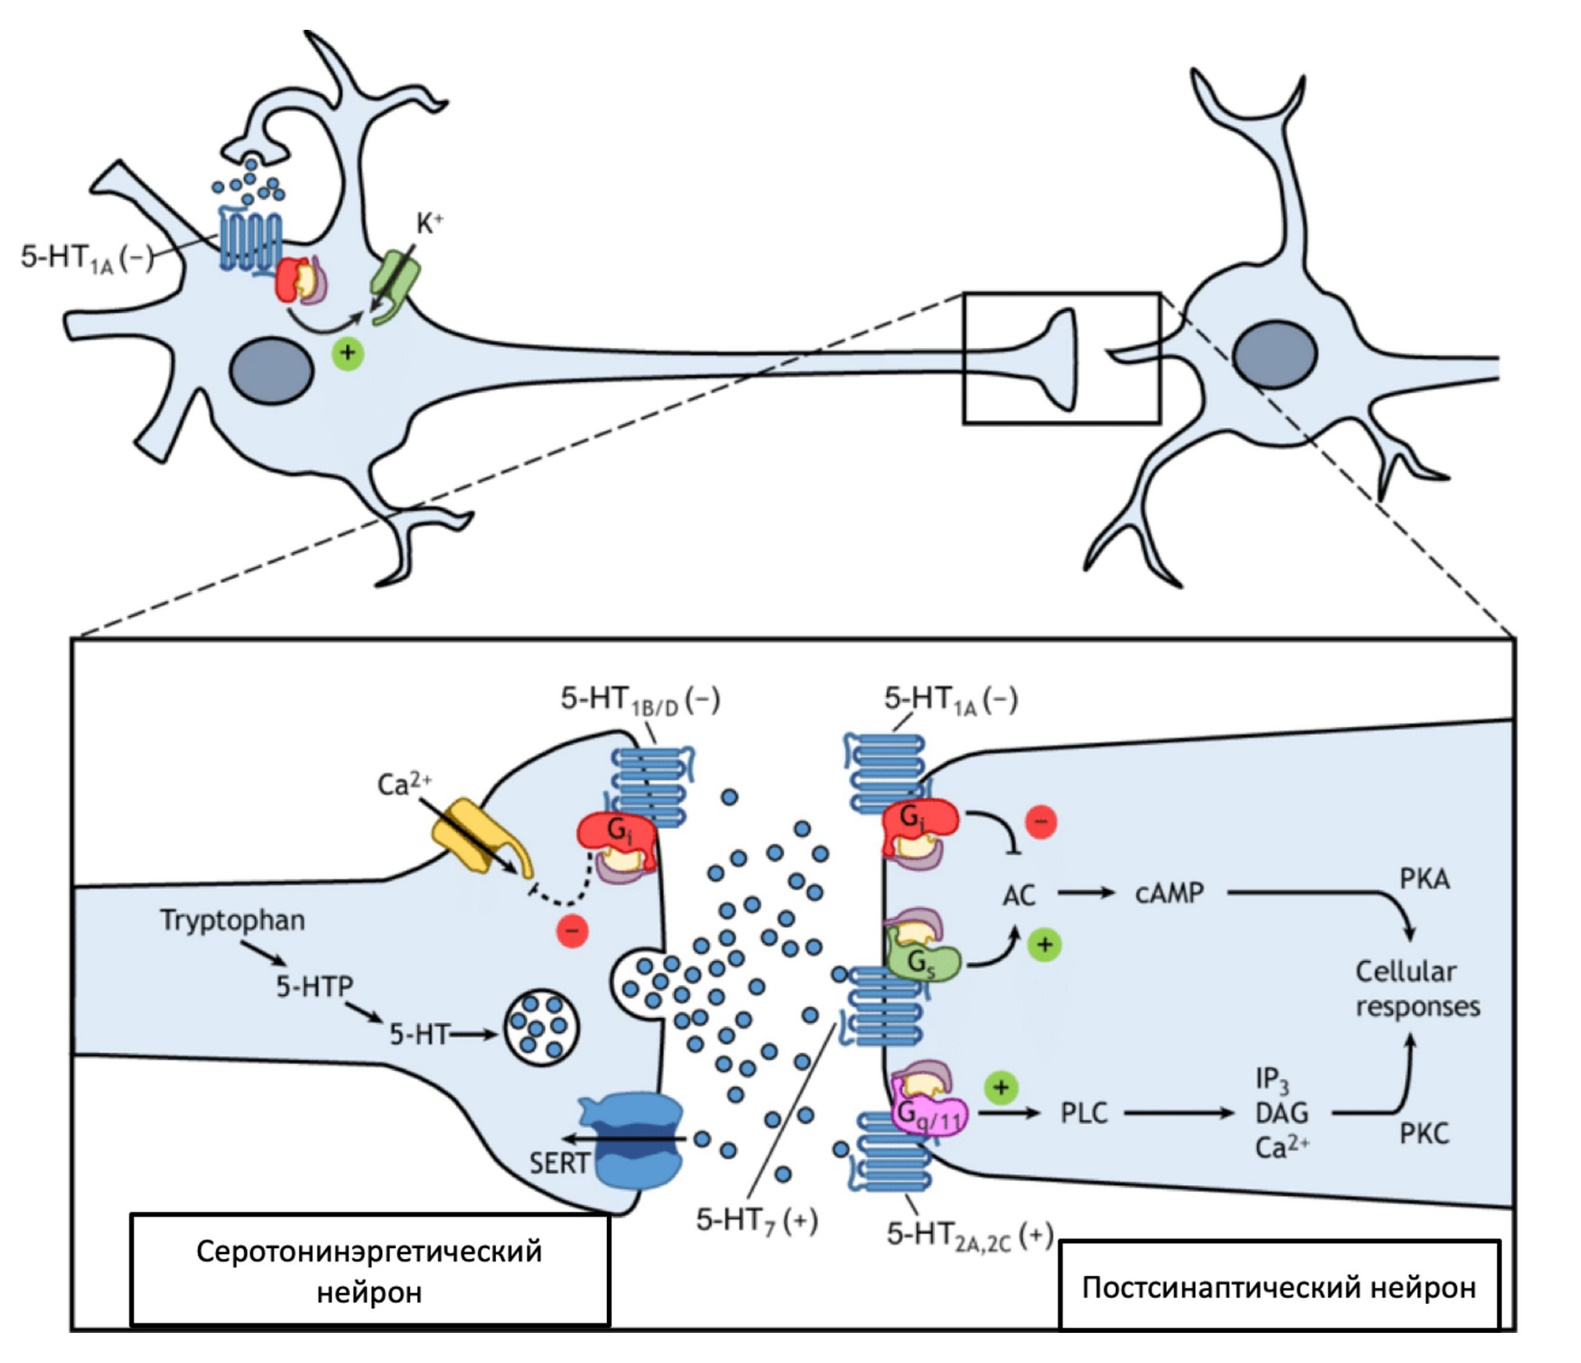 K⁺
5-HT₁A (−)
+
5-HT₁B/D (−)
5-HT₁A (−)
Ca²⁺
Gᵢ
Gᵢ
−
−
AC
cAMP
PKA
Tryptophan
5-HTP
5-HT
Gₛ
+
Cellular
responses
Gq/11
+
PLC
IP₃
DAG
Ca²⁺
PKC
SERT
5-HT₇ (+)
5-HT₂A,₂C (+)
Серотонинэргетический
нейрон
Постсинаптический нейрон